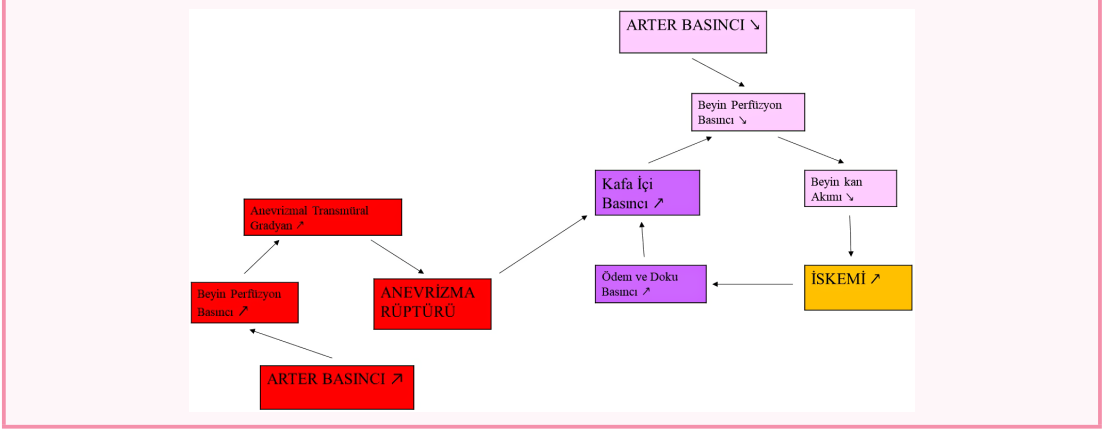 ARTER BASINCI ↘
Beyin Perfüzyon
Basıncı ↘
Kafa İçi
Basıncı ↗
Beyin kan
Akımı ↘
Anevrizmal Transmüral
Gradyan ↗
Ödem ve Doku
Basıncı ↗
İSKEMİ ↗
Beyin Perfüzyon
Basıncı ↗
ANEVRİZMA
RÜPTÜRÜ
ARTER BASINCI ↗